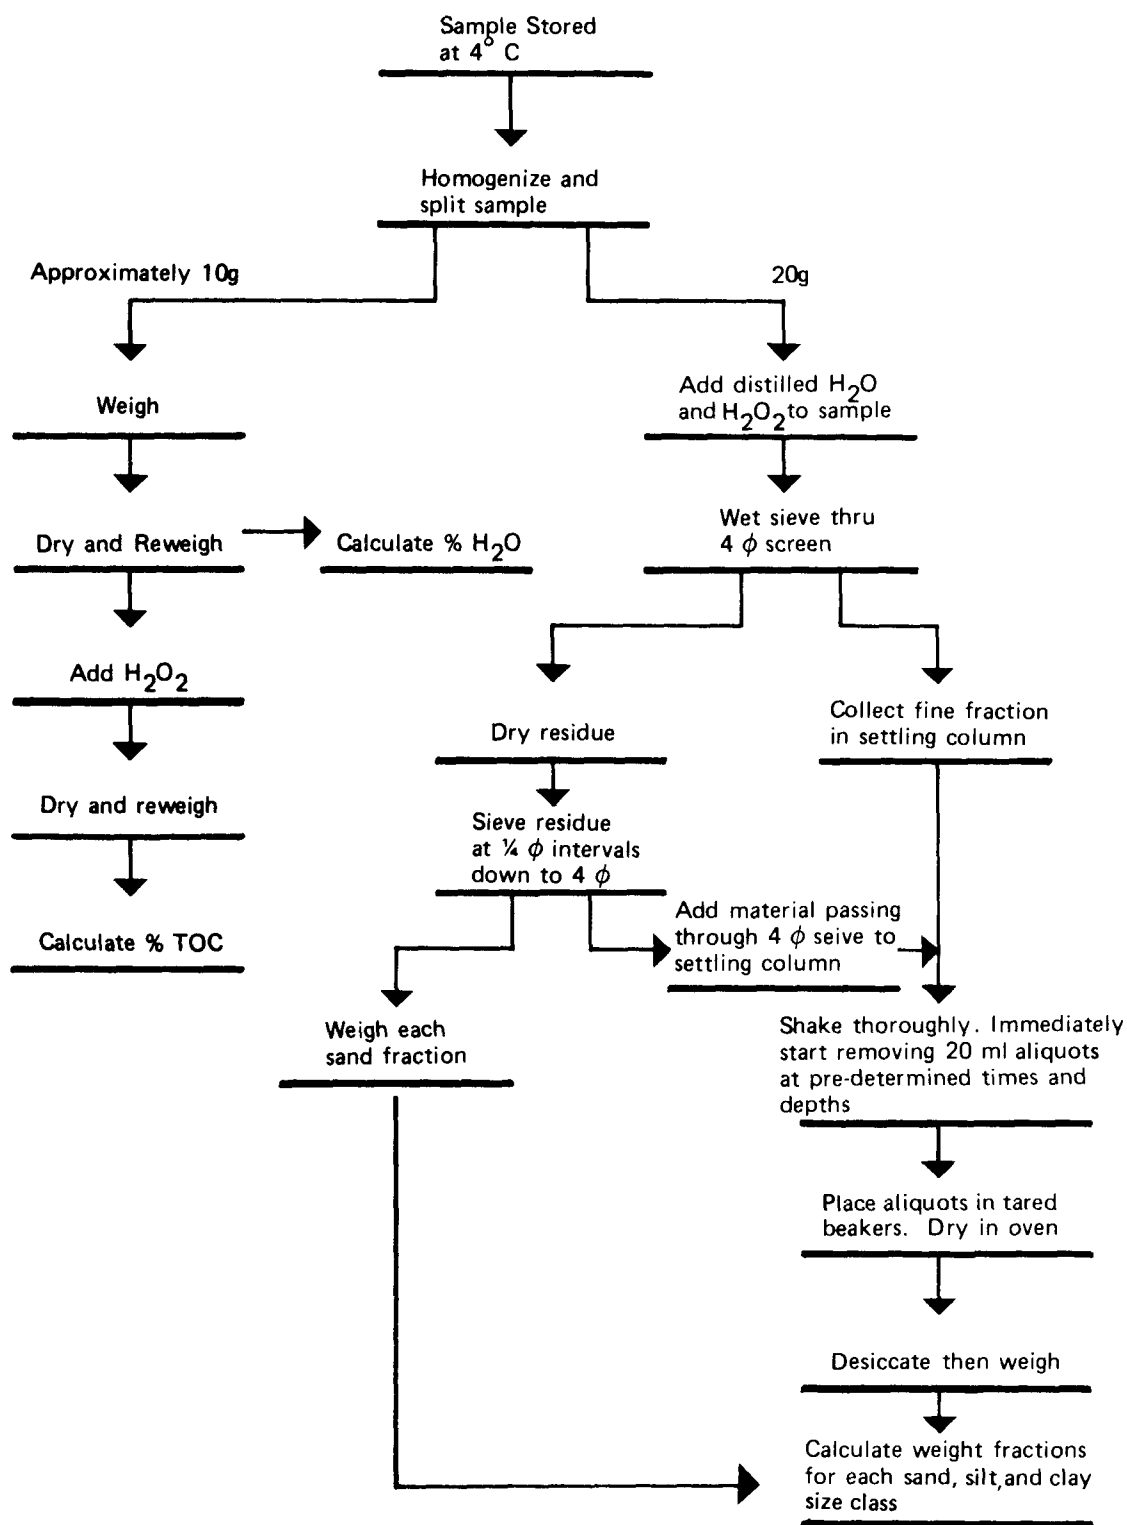 Sample Stored
at 4° C
Homogenize and
split sample
Approximately 10g
20g
Weigh
Add distilled H₂O
and H₂O₂ to sample
Dry and Reweigh
Calculate % H₂O
Wet sieve thru
4 ϕ screen
Add H₂O₂
Dry residue
Collect fine fraction
in settling column
Dry and reweigh
Sieve residue
at ¼ ϕ intervals
down to 4 ϕ
Calculate % TOC
Add material passing
through 4 ϕ seive to
settling column
Weigh each
sand fraction
Shake thoroughly. Immediately
start removing 20 ml aliquots
at pre-determined times and
depths
Place aliquots in tared
beakers. Dry in oven
Desiccate then weigh
Calculate weight fractions
for each sand, silt, and clay
size class